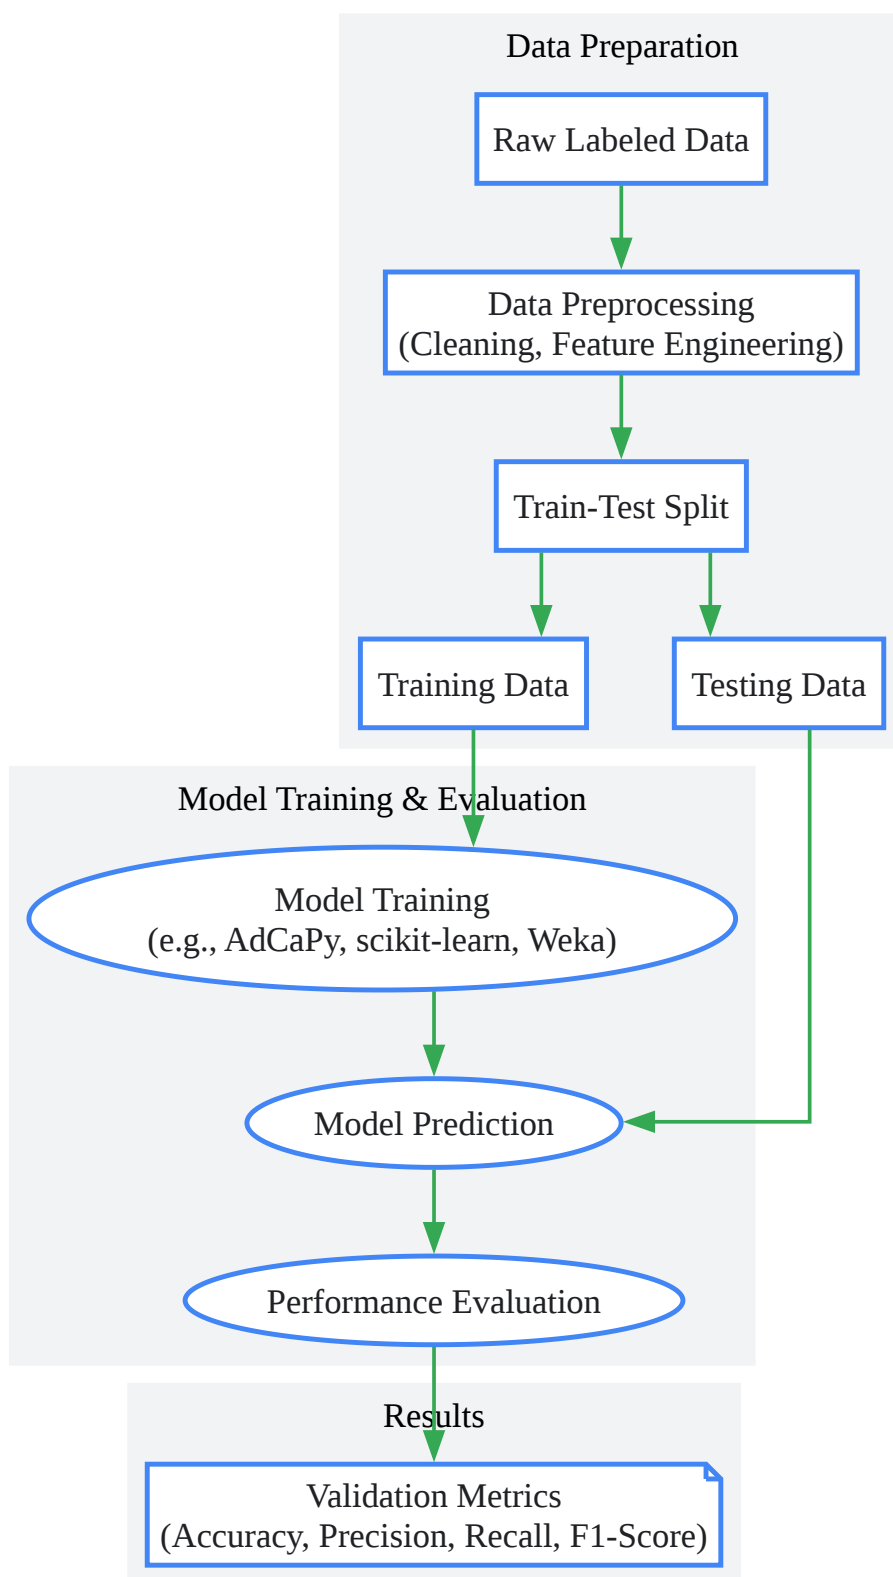 Data Preparation
Raw Labeled Data
Data Preprocessing
(Cleaning, Feature Engineering)
Train-Test Split
Training Data
Testing Data
Model Training & Evaluation
Model Training
(e.g., AdCaPy, scikit-learn, Weka)
Model Prediction
Performance Evaluation
Results
Validation Metrics
(Accuracy, Precision, Recall, F1-Score)